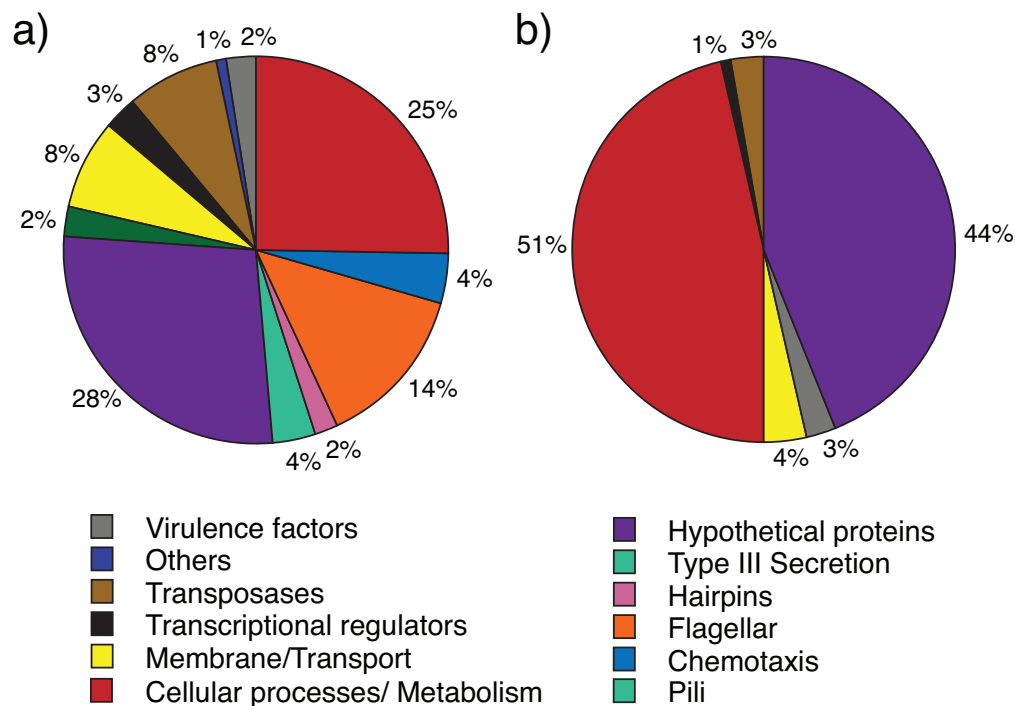 a)
8%
1%
2%
3%
25%
8%
2%
4%
28%
14%
4%
2%
b)
1%
3%
51%
44%
4%
3%
Virulence factors
Others
Transposases
Transcriptional regulators
Membrane/Transport
Cellular processes/ Metabolism
Hypothetical proteins
Type III Secretion
Hairpins
Flagellar
Chemotaxis
Pili